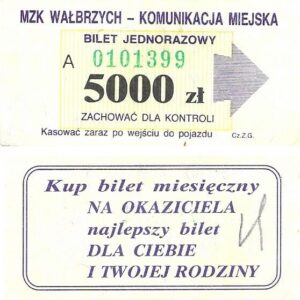 MZK WAŁBRZYCH - KOMUNIKACJA MIEJSKA
BILET JEDNORAZOWY
A 0101399
5000 zł
ZACHOWAĆ DLA KONTROLI
Kasować zaraz po wejściu do pojazdu
Cz.Z.G.
Kup bilet miesięczny
NA OKAZICIELA
najlepszy bilet
DLA CIEBIE
I TWOJEJ RODZINY